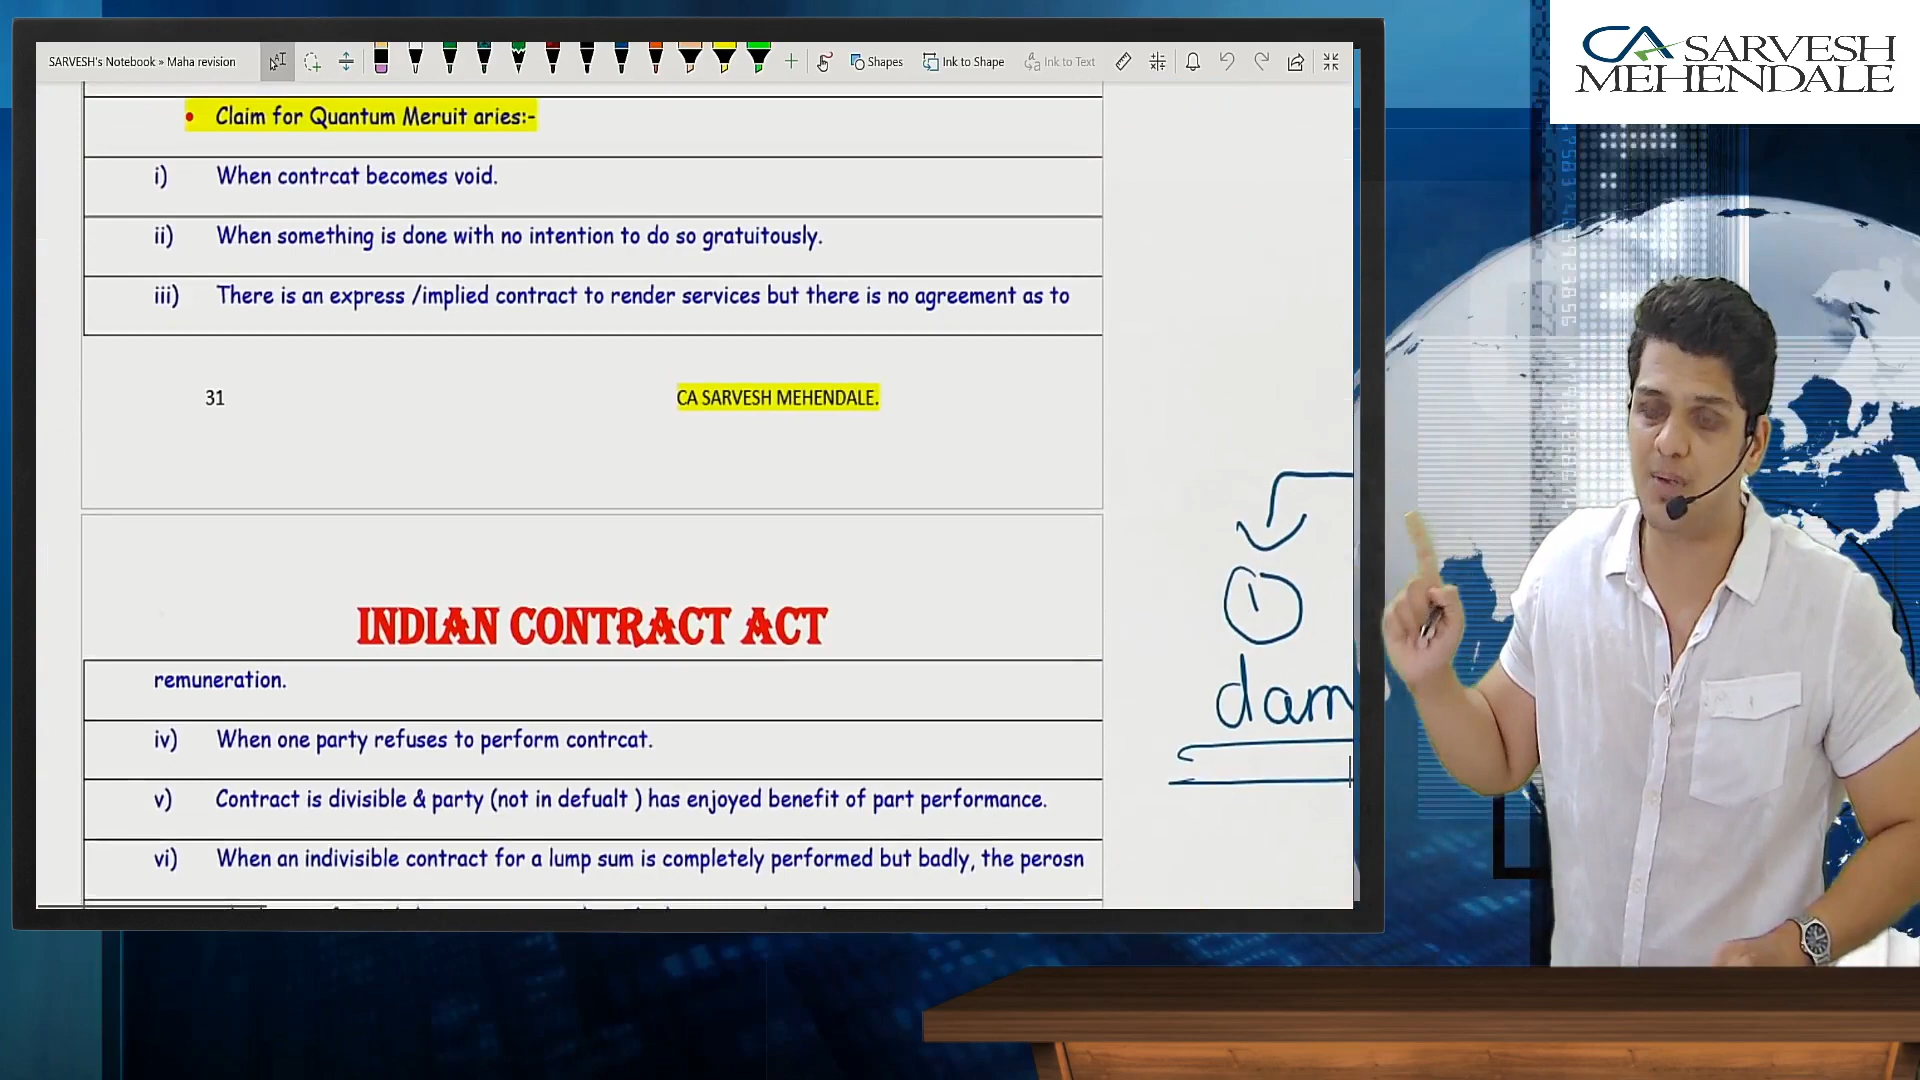 CA SARVESH
MEHENDALE
SARVESH's Notebook » Maha revision
Shapes
Ink to Shape
Ink to Text
• Claim for Quantum Meruit aries:-
i) When contrcat becomes void.
ii) When something is done with no intention to do so gratuitously.
iii) There is an express /implied contract to render services but there is no agreement as to
31
CA SARVESH MEHENDALE.
1
dam
INDIAN CONTRACT ACT
remuneration.
iv) When one party refuses to perform contrcat.
v) Contract is divisible & party (not in defualt ) has enjoyed benefit of part performance.
vi) When an indivisible contract for a lump sum is completely performed but badly, the perosn